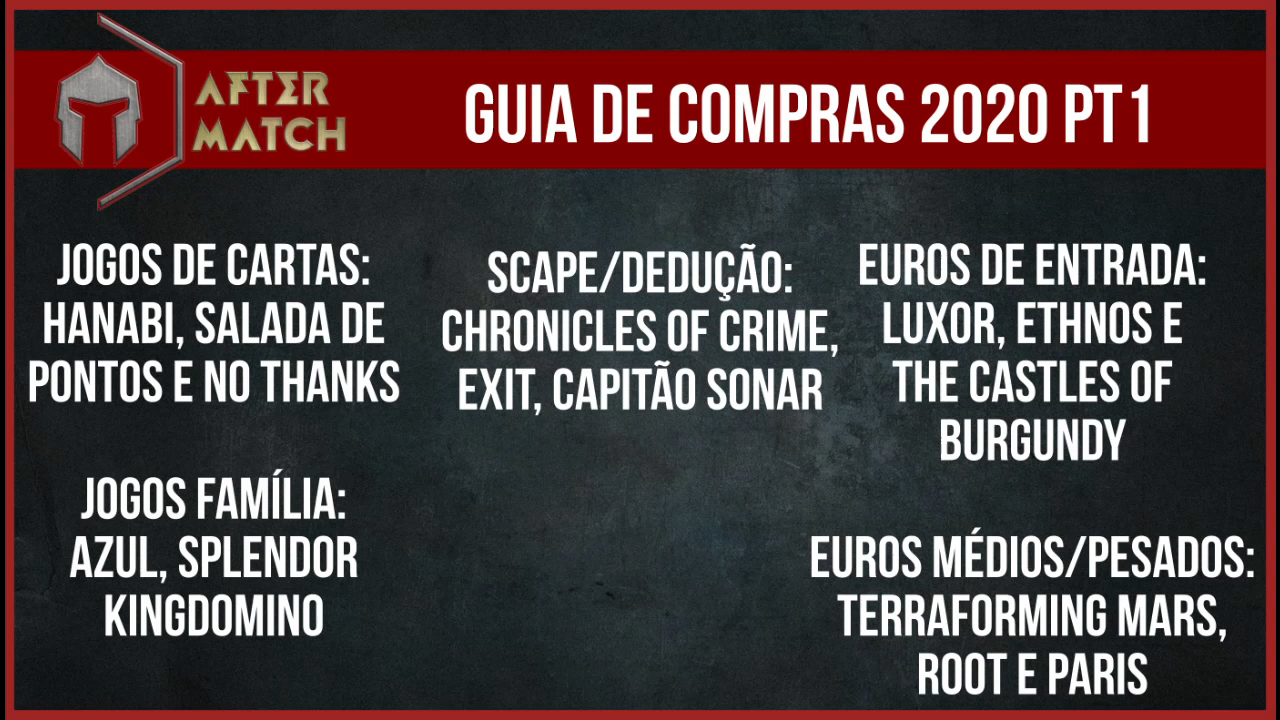 AFTER
MATCH
GUIA DE COMPRAS 2020 PT1
JOGOS DE CARTAS:
HANABI, SALADA DE
PONTOS E NO THANKS
JOGOS FAMÍLIA:
AZUL, SPLENDOR
KINGDOMINO
SCAPE/DEDUÇÃO:
CHRONICLES OF CRIME,
EXIT, CAPITÃO SONAR
EUROS DE ENTRADA:
LUXOR, ETHNOS E
THE CASTLES OF
BURGUNDY
EUROS MÉDIOS/PESADOS:
TERRAFORMING MARS,
ROOT E PARIS